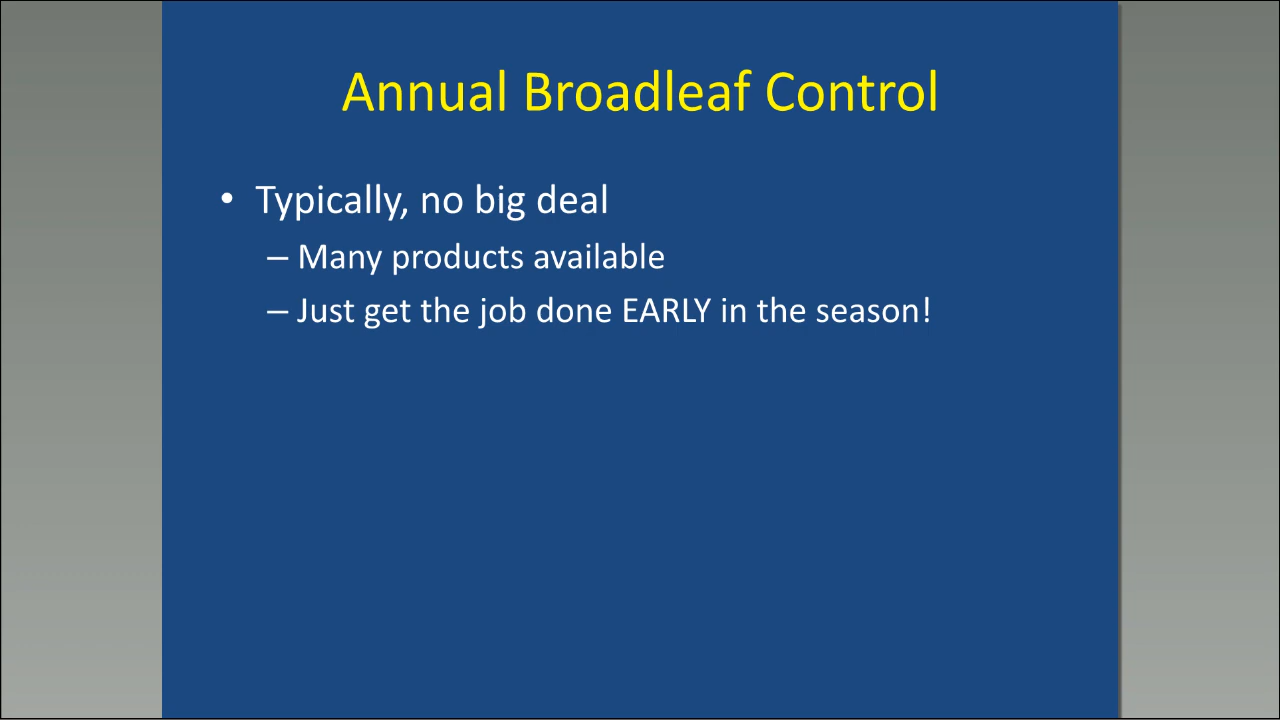 Annual Broadleaf Control
• Typically, no big deal
– Many products available
– Just get the job done EARLY in the season!